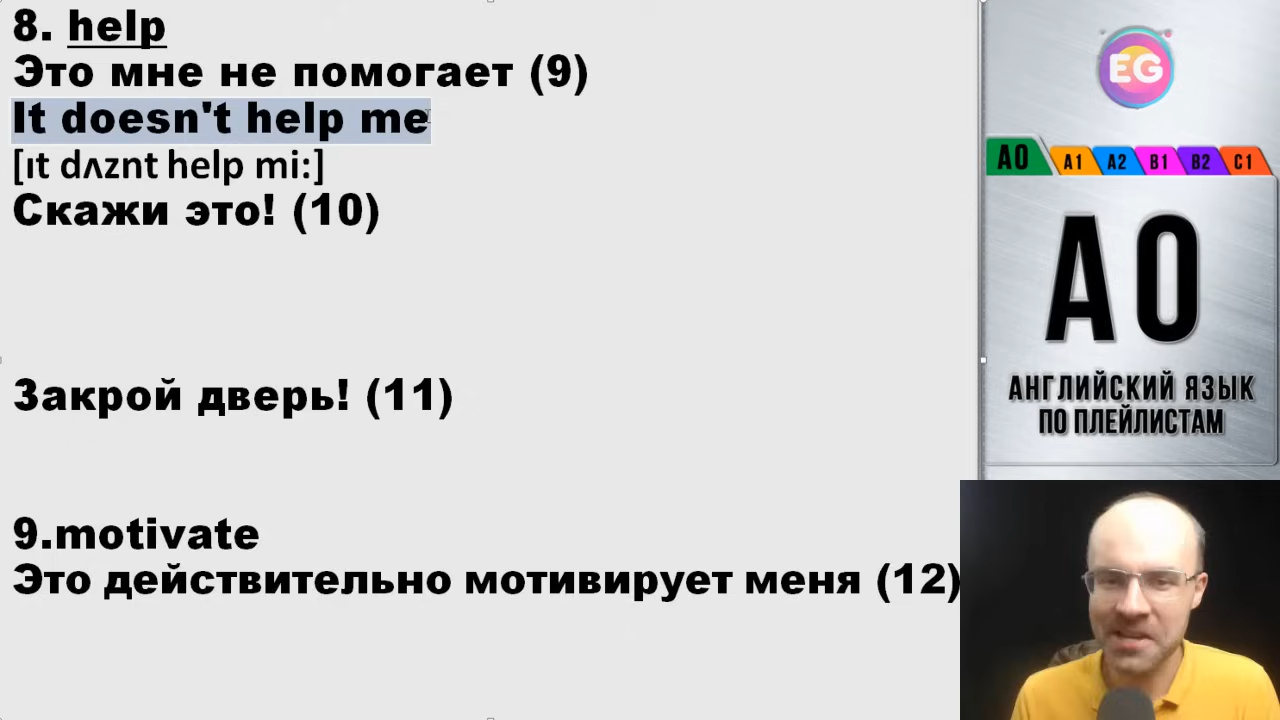 8. help
Это мне не помогает (9)
It doesn't help me
[ɪt dʌznt help mi:]
Скажи это! (10)
Закрой дверь! (11)
9.motivate
Это действительно мотивирует меня (12)
EG
A0 A1 A2 B1 B2 C1
A0
АНГЛИЙСКИЙ ЯЗЫК
ПО ПЛЕЙЛИСТАМ